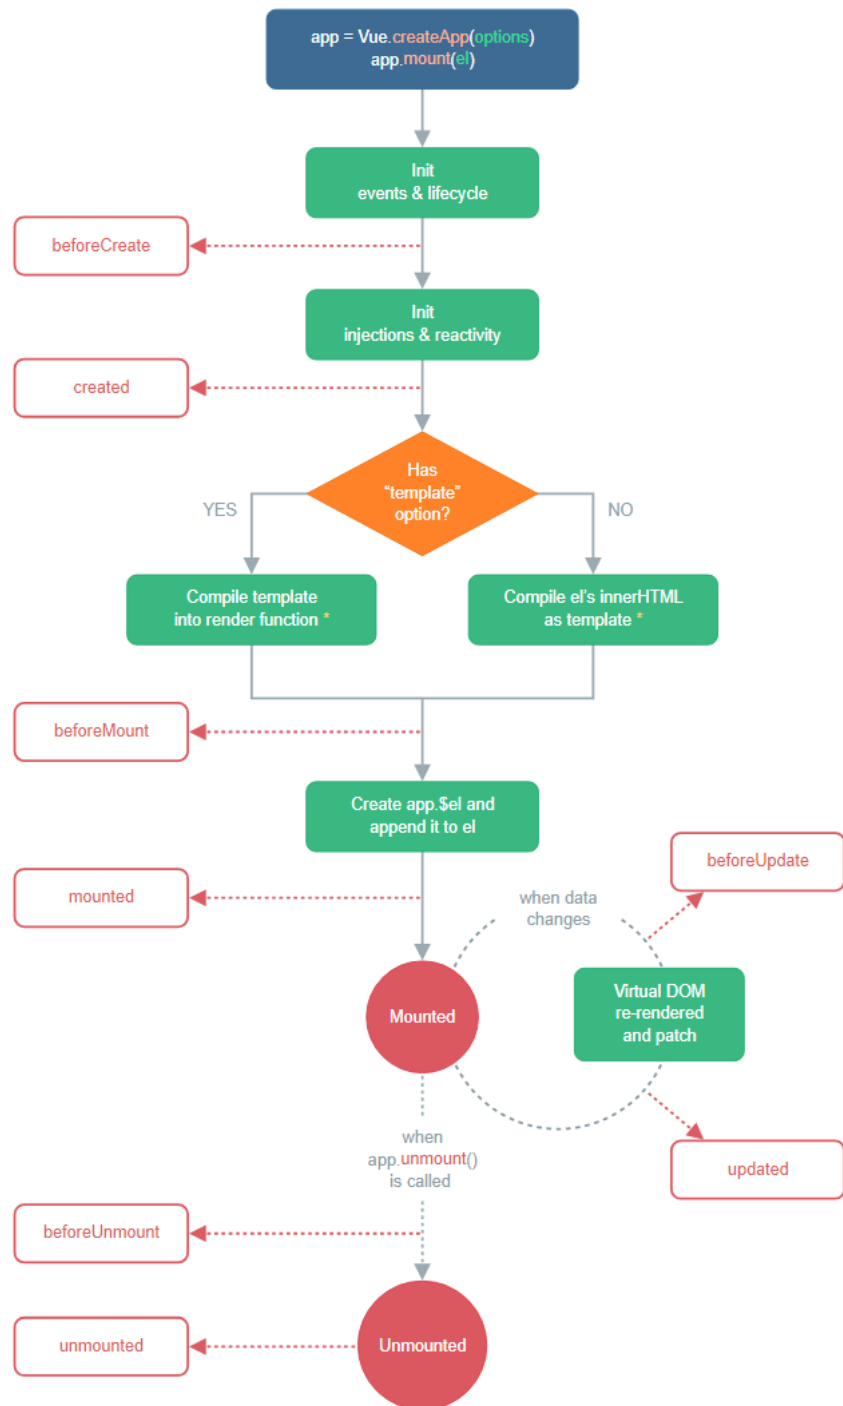 app = Vue.createApp(options)
app.mount(el)
Init
events & lifecycle
beforeCreate
Init
injections & reactivity
created
Has
“template”
option?
YES
NO
Compile template
into render function *
Compile el's innerHTML
as template *
beforeMount
Create app.$el and
append it to el
beforeUpdate
mounted
when data
changes
Mounted
Virtual DOM
re-rendered
and patch
when
app.unmount()
is called
updated
beforeUnmount
unmounted
Unmounted